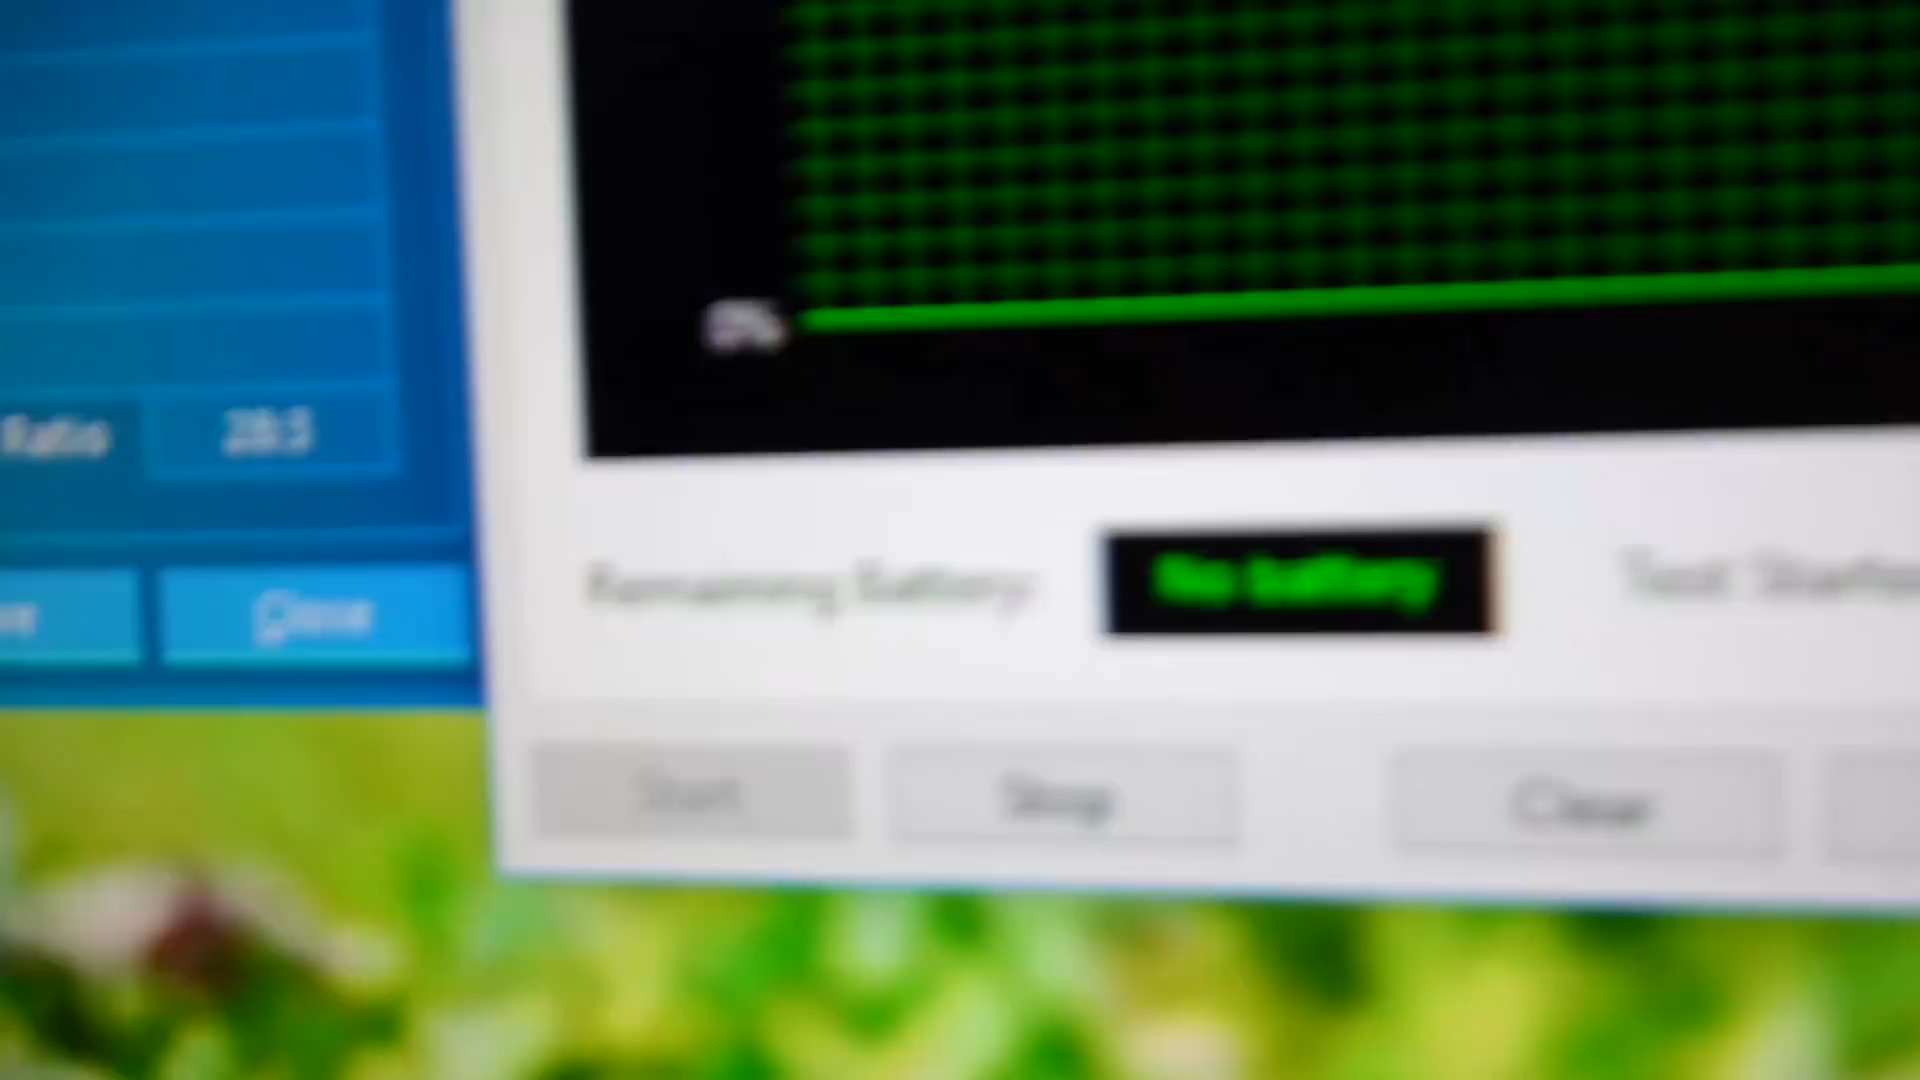 0%
Ratio
Remaining Battery
No battery
Close
Start
Stop
Clear